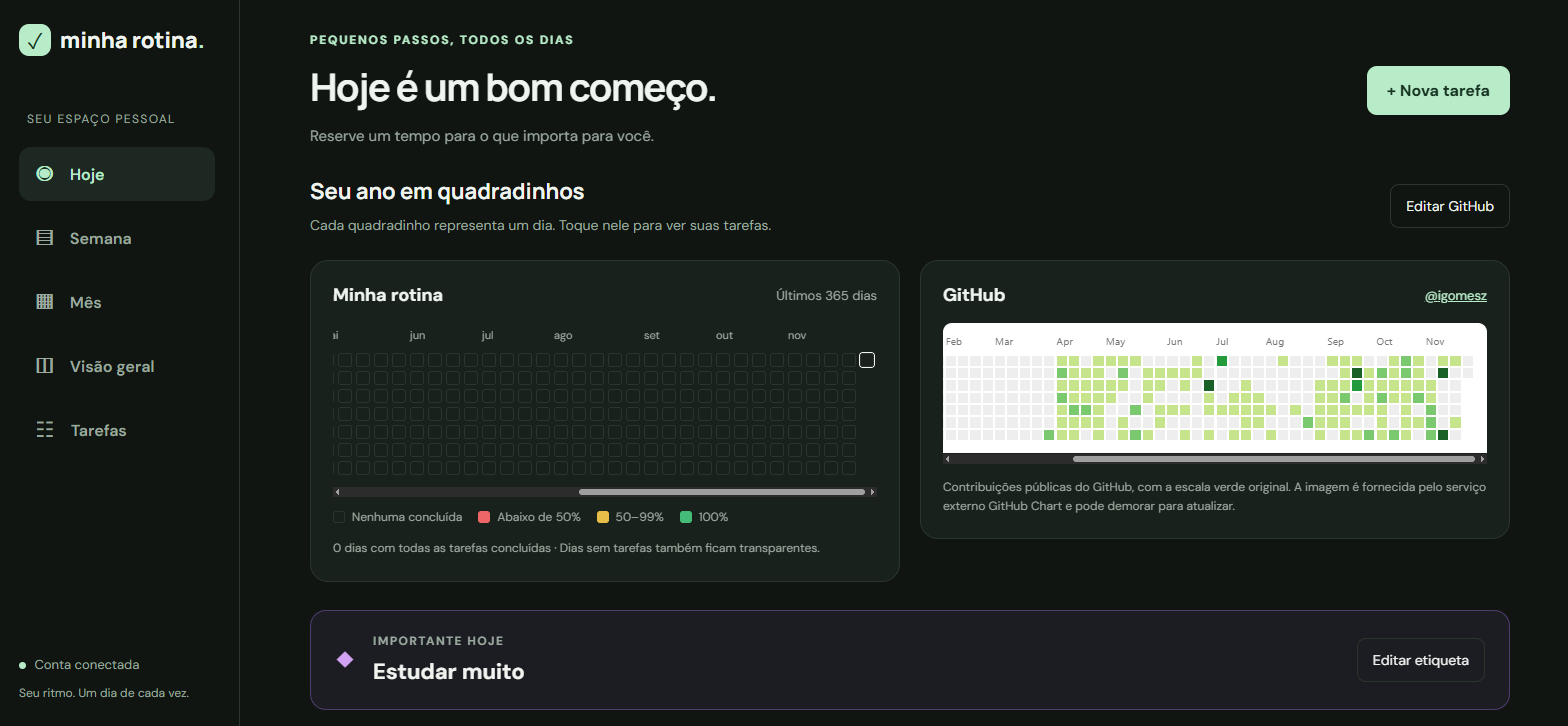 minha rotina.
SEU ESPAÇO PESSOAL
Hoje
Semana
Mês
Visão geral
Tarefas
Conta conectada
Seu ritmo. Um dia de cada vez.
PEQUENOS PASSOS, TODOS OS DIAS
Hoje é um bom começo.
Reserve um tempo para o que importa para você.
+ Nova tarefa
Seu ano em quadradinhos
Cada quadradinho representa um dia. Toque nele para ver suas tarefas.
Editar GitHub
Minha rotina
Últimos 365 dias
jun jul ago set out nov
Nenhuma concluída Abaixo de 50% 50–99% 100%
0 dias com todas as tarefas concluídas · Dias sem tarefas também ficam transparentes.
GitHub
@igomesz
Feb Mar Apr May Jun Jul Aug Sep Oct Nov
Contribuições públicas do GitHub, com a escala verde original. A imagem é fornecida pelo serviço
externo GitHub Chart e pode demorar para atualizar.
IMPORTANTE HOJE
Estudar muito
Editar etiqueta